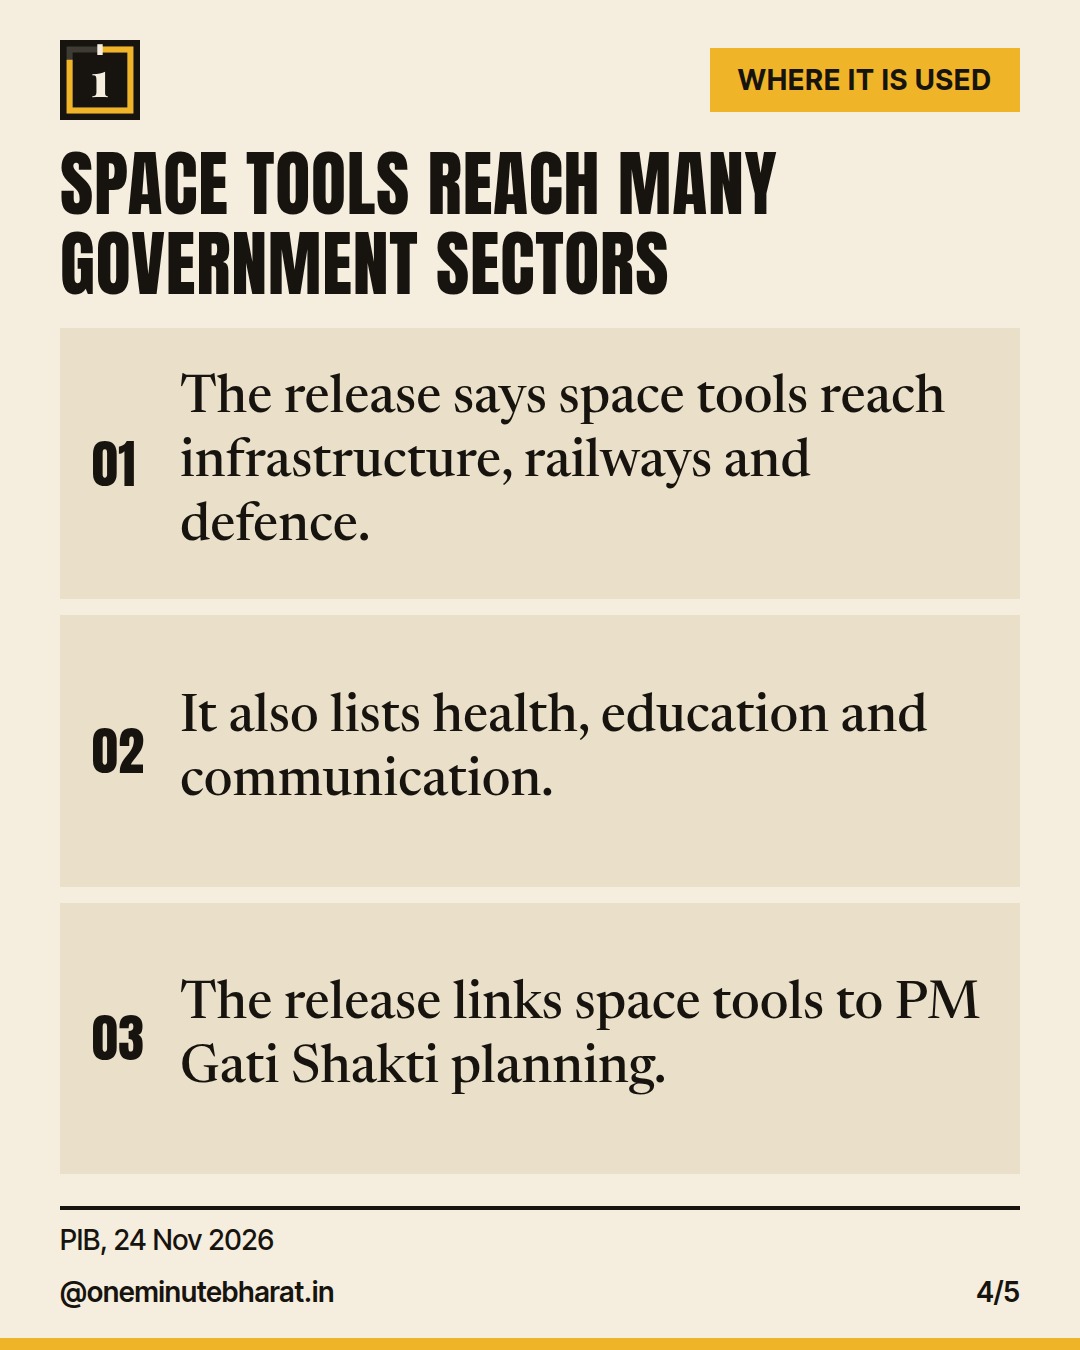 ı
WHERE IT IS USED
SPACE TOOLS REACH MANY
GOVERNMENT SECTORS
01
The release says space tools reach
infrastructure, railways and
defence.
02
It also lists health, education and
communication.
03
The release links space tools to PM
Gati Shakti planning.
PIB, 24 Nov 2026
@oneminutebharat.in
4/5